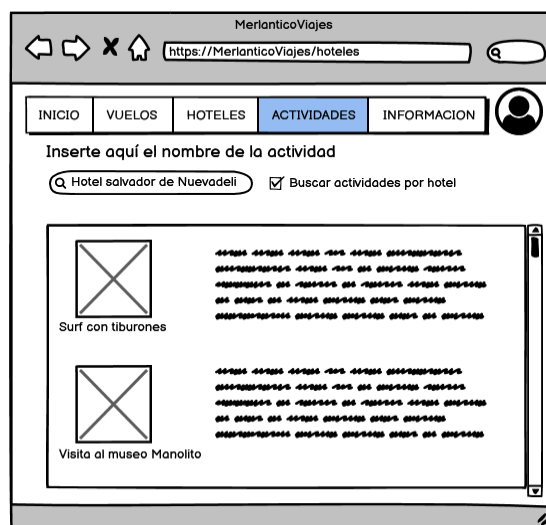 MerlanticoViajes
https://MerlanticoViajes/hoteles
INICIO VUELOS HOTELES ACTIVIDADES INFORMACION
Inserte aquí el nombre de la actividad
Hotel salvador de Nuevadeli
Buscar actividades por hotel
Surf con tiburones
Visita al museo Manolito